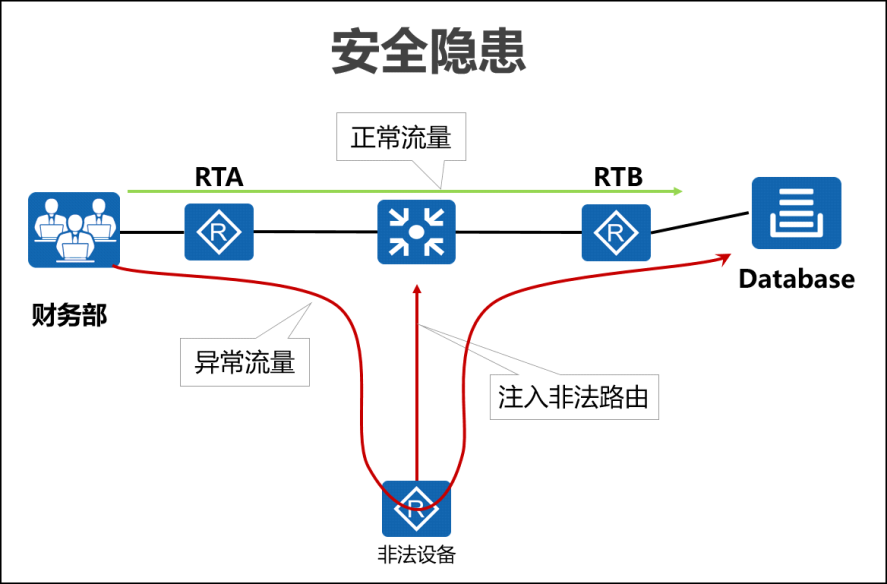 安全隐患
正常流量
RTA
RTB
R
R
Database
财务部
异常流量
注入非法路由
R
非法设备